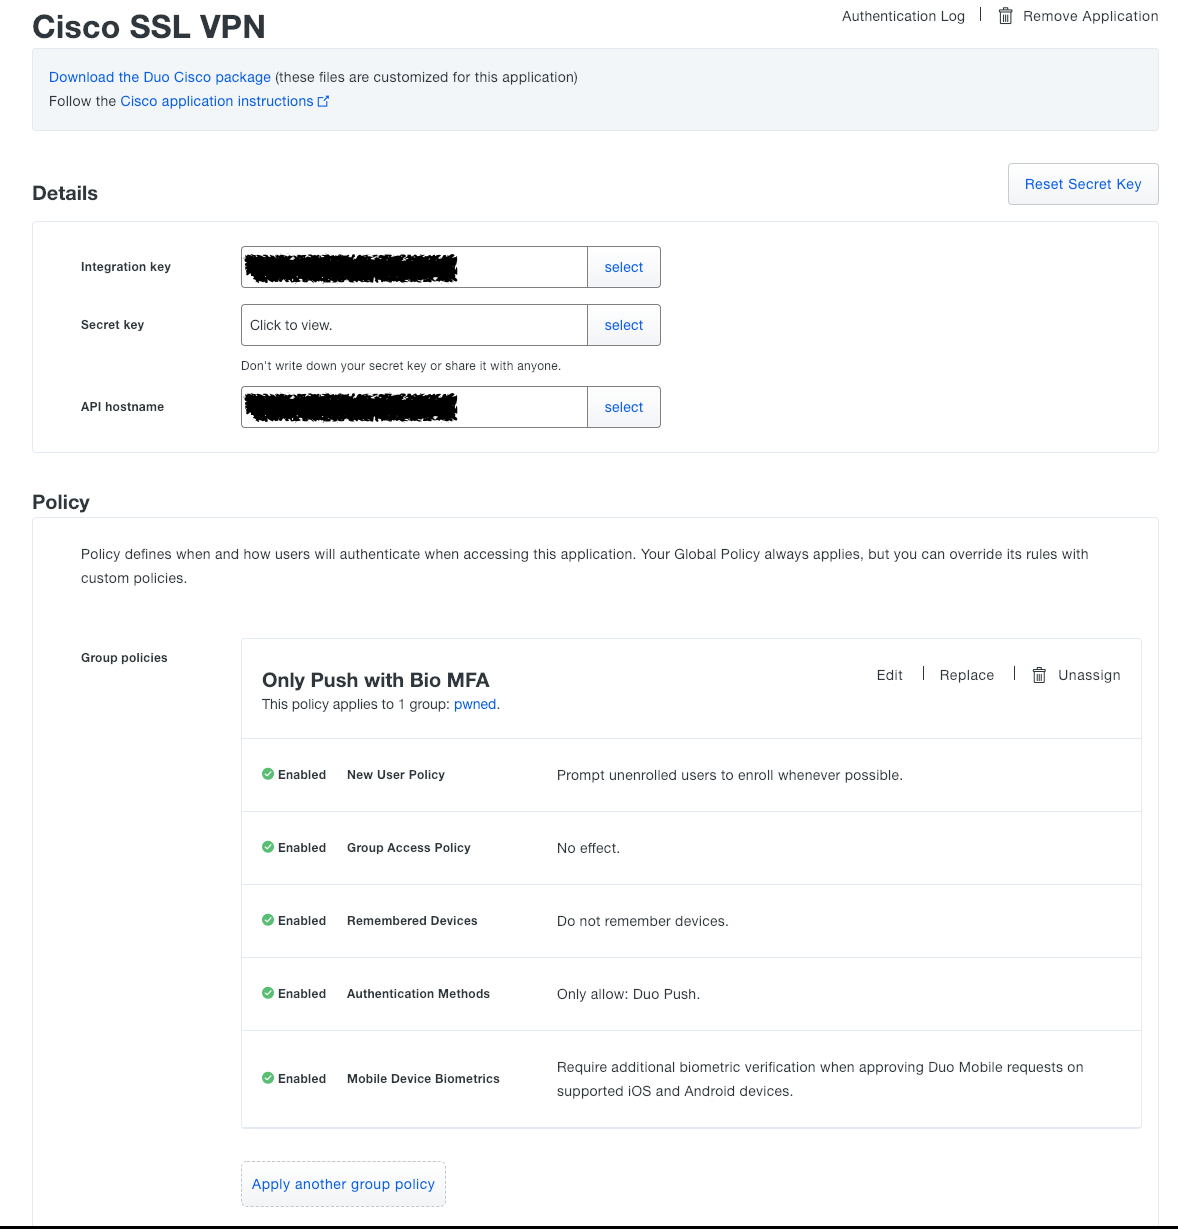 Cisco SSL VPN
Authentication Log
Remove Application
Download the Duo Cisco package (these files are customized for this application)
Follow the Cisco application instructions
Details
Reset Secret Key
Integration key
select
Secret key
Click to view.
select
Don't write down your secret key or share it with anyone.
API hostname
select
Policy
Policy defines when and how users will authenticate when accessing this application. Your Global Policy always applies, but you can override its rules with
custom policies.
Group policies
Only Push with Bio MFA
Edit
Replace
Unassign
This policy applies to 1 group: pwned.
Enabled New User Policy Prompt unenrolled users to enroll whenever possible.
Enabled Group Access Policy No effect.
Enabled Remembered Devices Do not remember devices.
Enabled Authentication Methods Only allow: Duo Push.
Enabled Mobile Device Biometrics Require additional biometric verification when approving Duo Mobile requests on
supported iOS and Android devices.
Apply another group policy